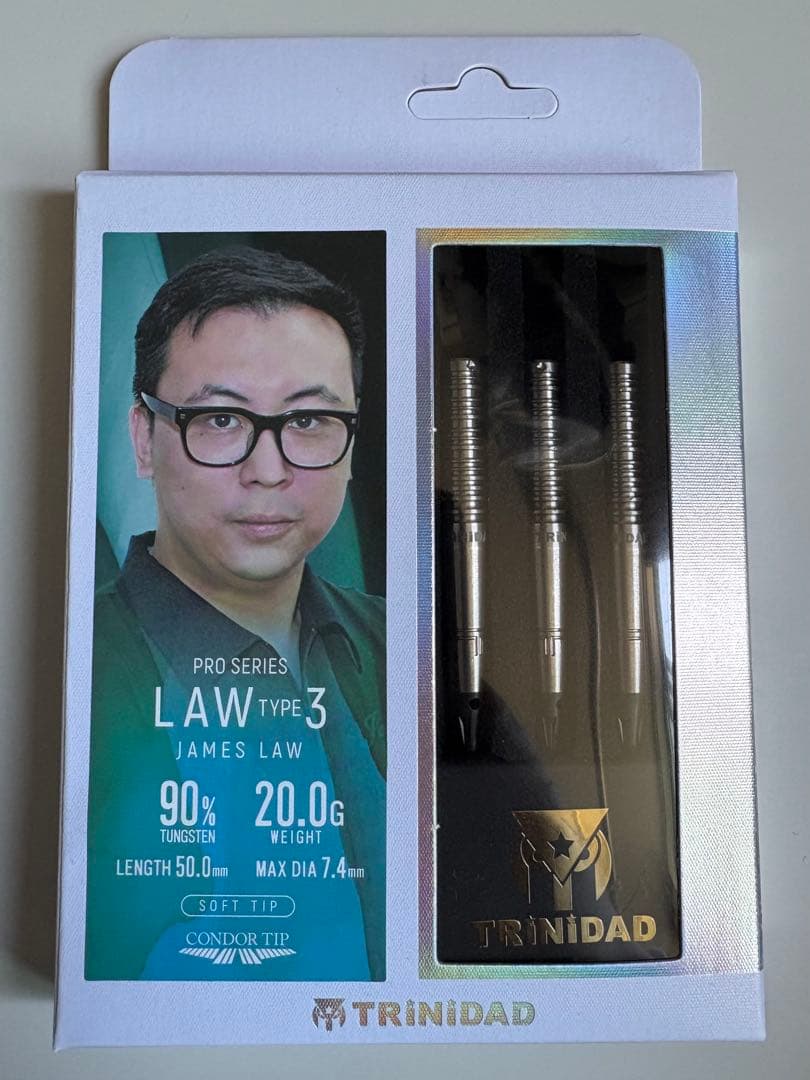 PRO SERIES
LAW TYPE 3
JAMES LAW
90% 20.0G
TUNGSTEN WEIGHT
LENGTH 50.0mm MAX DIA 7.4mm
SOFT TIP
CONDOR TIP
TRiNiDAD
TRiNiDAD